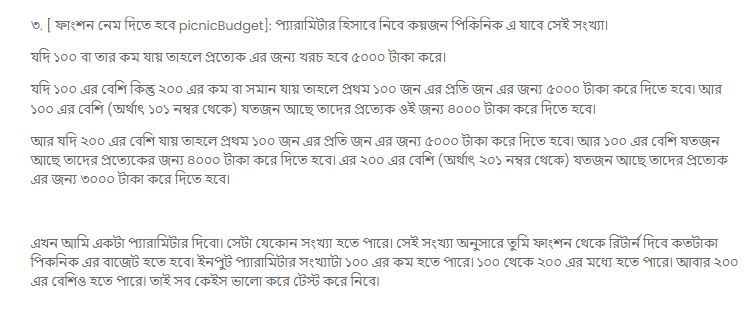 ৩. [ ফাংশন নেম দিতে হবে picnicBudget]: প্যারামিটার হিসাবে নিবে কয়জন পিকনিক এ যাবে সেই সংখ্যা।
যদি ১০০ বা তার কম যায় তাহলে প্রত্যেক এর জন্য খরচ হবে ৫০০০ টাকা করে।
যদি ১০০ এর বেশি কিন্তু ২০০ এর কম বা সমান যায় তাহলে প্রথম ১০০ জন এর প্রতি জন এর জন্য ৫০০০ টাকা করে দিতে হবে। আর
১০০ এর বেশি (অর্থাৎ ১০১ নম্বর থেকে) যতজন আছে তাদের প্রত্যেক ওই জন্য ৪০০০ টাকা করে দিতে হবে।
আর যদি ২০০ এর বেশি যায় তাহলে প্রথম ১০০ জন এর প্রতি জন এর জন্য ৫০০০ টাকা করে দিতে হবে। আর ১০০ এর বেশি যতজন
আছে তাদের প্রত্যেকের জন্য ৪০০০ টাকা করে দিতে হবে। এর ২০০ এর বেশি (অর্থাৎ ২০১ নম্বর থেকে) যতজন আছে তাদের প্রত্যেক
এর জন্য ৩০০০ টাকা করে দিতে হবে।
এখন আমি একটা প্যারামিটার দিবো। সেটা যেকোন সংখ্যা হতে পারে। সেই সংখ্যা অনুসারে তুমি ফাংশন থেকে রিটার্ন দিবে কতটাকা
পিকনিক এর বাজেট হতে হবে। ইনপুট প্যারামিটার সংখ্যাটা ১০০ এর কম হতে পারে। ১০০ থেকে ২০০ এর মধ্যে হতে পারে। আবার ২০০
এর বেশিও হতে পারে। তাই সব কেইস ভালো করে টেস্ট করে নিবে।